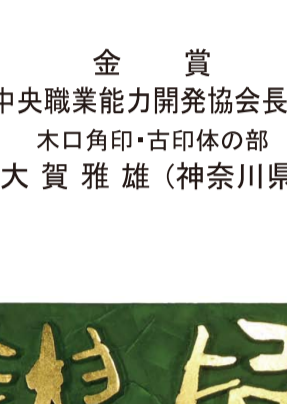 金 賞
中央職業能力開発協会長
木口角印・古印体の部
大 賀 雅 雄 (神奈川県